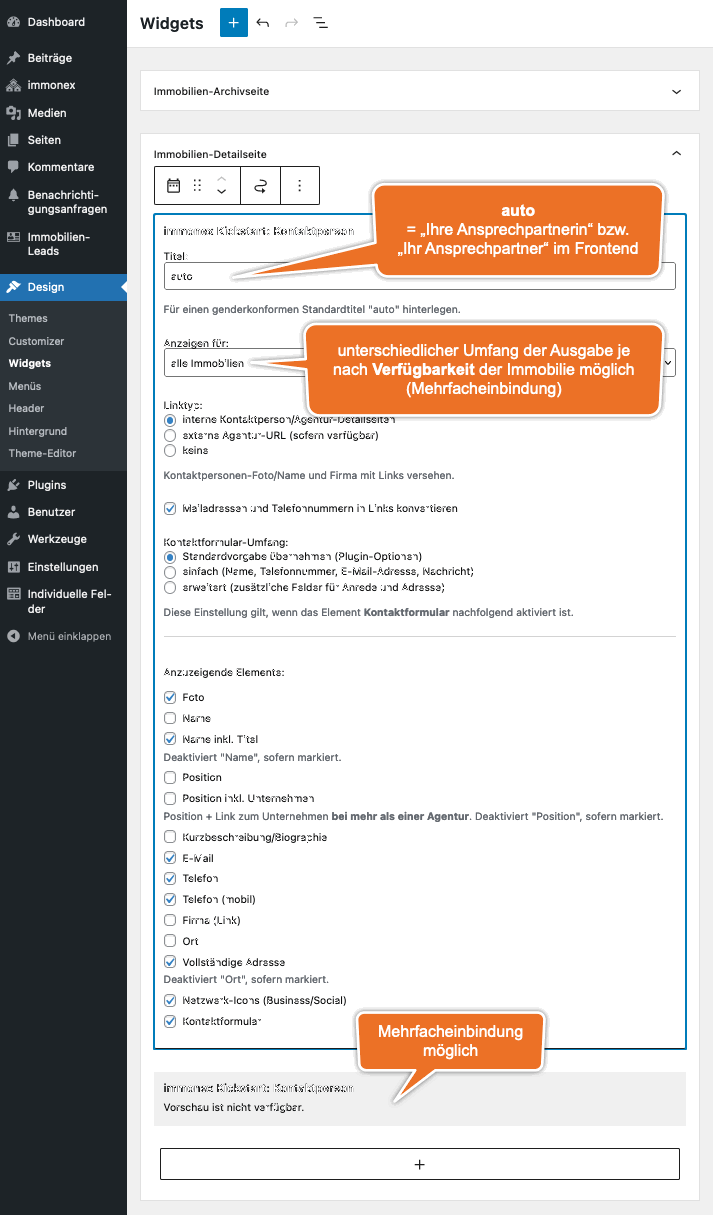 Dashboard
Beiträge
immonex
Medien
Seiten
Kommentare
Benachrichti-
gungsanfragen
Immobilien-
Leads
Design
Themes
Customizer
Widgets
Menüs
Header
Hintergrund
Theme-Editor
Plugins
Benutzer
Werkzeuge
Einstellungen
Individuelle Fel-
der
Menü einklappen
Widgets
Immobilien-Archivseite
Immobilien-Detailseite
auto
= „Ihre Ansprechpartnerin“ bzw.
„Ihr Ansprechpartner“ im Frontend
immonex Kickstart: Kontaktperson
Titel:
auto
Für einen genderkonformen Standardtitel "auto" hinterlegen.
Anzeigen für:
alle Immobilien
unterschiedlicher Umfang der Ausgabe je
nach Verfügbarkeit der Immobilie möglich
(Mehrfacheinbindung)
Linktyp:
interne Kontaktperson/Agentur-Detailseiten
externe Agentur-URL (sofern verfügbar)
keine
Kontaktpersonen-Foto/Name und Firma mit Links versehen.
Mailadressen und Telefonnummern in Links konvertieren
Kontaktformular-Umfang:
Standardvorgabe übernehmen (Plugin-Optionen)
einfach (Name, Telefonnummer, E-Mail-Adresse, Nachricht)
erweitert (zusätzliche Felder für Anrede und Adresse)
Diese Einstellung gilt, wenn das Element Kontaktformular nachfolgend aktiviert ist.
Anzuzeigende Elements:
Foto
Name
Name inkl. Titel
Deaktiviert "Name", sofern markiert.
Position
Position inkl. Unternehmen
Position + Link zum Unternehmen bei mehr als einer Agentur. Deaktiviert "Position", sofern markiert.
Kurzbeschreibung/Biographie
E-Mail
Telefon
Telefon (mobil)
Firma (Link)
Ort
Vollständige Adresse
Deaktiviert "Ort", sofern markiert.
Netzwerk-Icons (Business/Social)
Kontaktformular
Mehrfacheinbindung
möglich
immonex Kickstart: Kontaktperson
Vorschau ist nicht verfügbar.